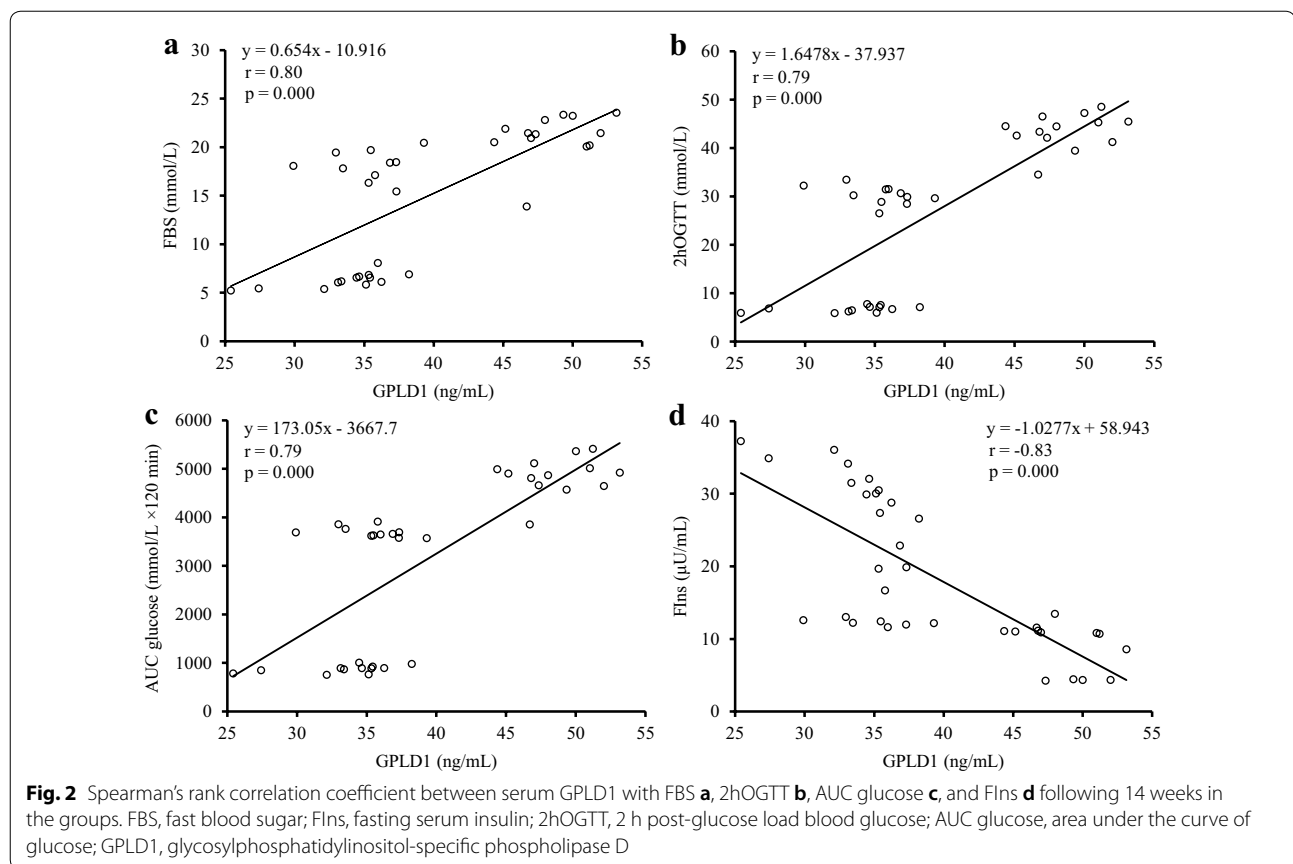 a
y = 0.654x - 10.916
r = 0.80
p = 0.000
30
25
20
15
10
5
0
FBS (mmol/L)
25 30 35 40 45 50 55
GPLD1 (ng/mL)
b
y = 1.6478x - 37.937
r = 0.79
p = 0.000
60
50
40
30
20
10
0
2hOGTT (mmol/L)
25 30 35 40 45 50 55
GPLD1 (ng/mL)
c
y = 173.05x - 3667.7
r = 0.79
p = 0.000
6000
5000
4000
3000
2000
1000
0
AUC glucose (mmol/L ×120 min)
25 30 35 40 45 50 55
GPLD1 (ng/mL)
d
y = -1.0277x + 58.943
r = -0.83
p = 0.000
40
30
20
10
0
FIns (µU/mL)
25 30 35 40 45 50 55
GPLD1 (ng/mL)
Fig. 2 Spearman's rank correlation coefficient between serum GPLD1 with FBS a, 2hOGTT b, AUC glucose c, and FIns d following 14 weeks in
the groups. FBS, fast blood sugar; FIns, fasting serum insulin; 2hOGTT, 2 h post-glucose load blood glucose; AUC glucose, area under the curve of
glucose; GPLD1, glycosylphosphatidylinositol-specific phospholipase D